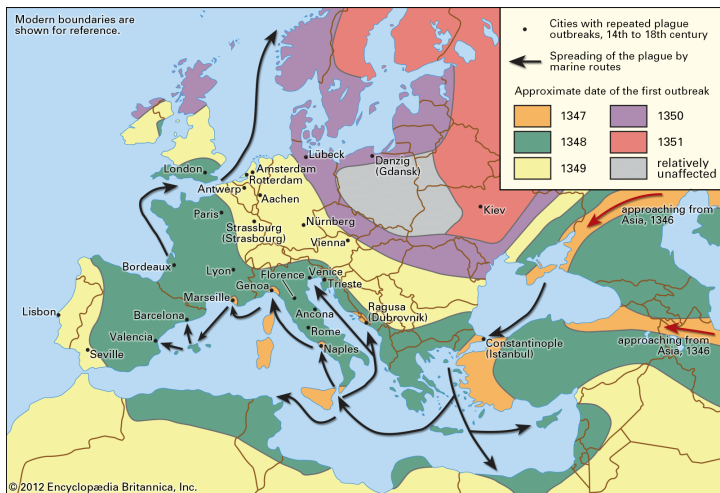 Modern boundaries are
shown for reference.
Cities with repeated plague
outbreaks, 14th to 18th century
Spreading of the plague by
marine routes
Approximate date of the first outbreak
1347
1350
1348
1351
1349
relatively
unaffected
Lübeck
Danzig
(Gdansk)
London
Amsterdam
Rotterdam
Antwerp
Aachen
Kiev
Paris
Nürnberg
Strassburg
(Strasbourg)
Vienna
approaching from
Asia, 1346
Bordeaux
Lyon
Venice
Florence
Trieste
Genoa
Marseille
Ragusa
(Dubrovnik)
Lisbon
Barcelona
Ancona
Rome
Valencia
Constantinople
(Istanbul)
approaching from
Asia, 1346
Seville
Naples
© 2012 Encyclopædia Britannica, Inc.